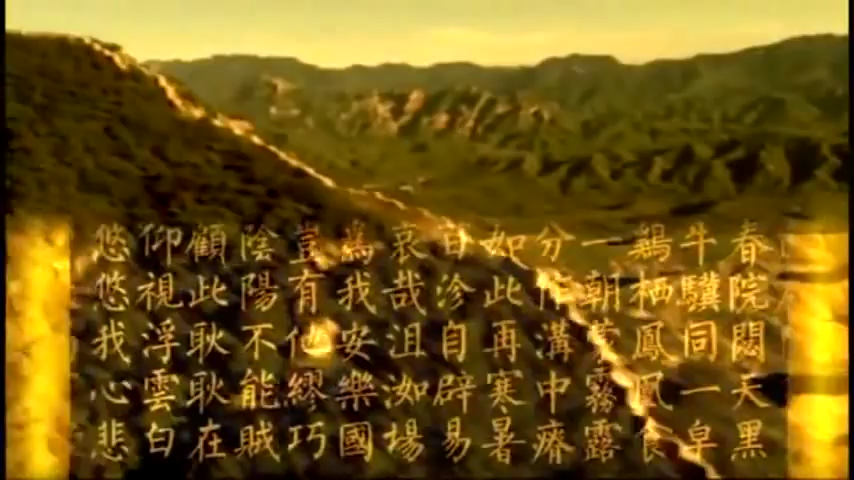 春院閟天黑
牛驥同一皁
鷄栖鳳凰食
一朝蒙霧露
分作溝中瘠
如此再寒暑
百沴自辟易
哀哉沮洳場
為我安樂國
豈有他繆巧
陰陽不能賊
顧此耿耿在
仰視浮雲白
悠悠我心悲